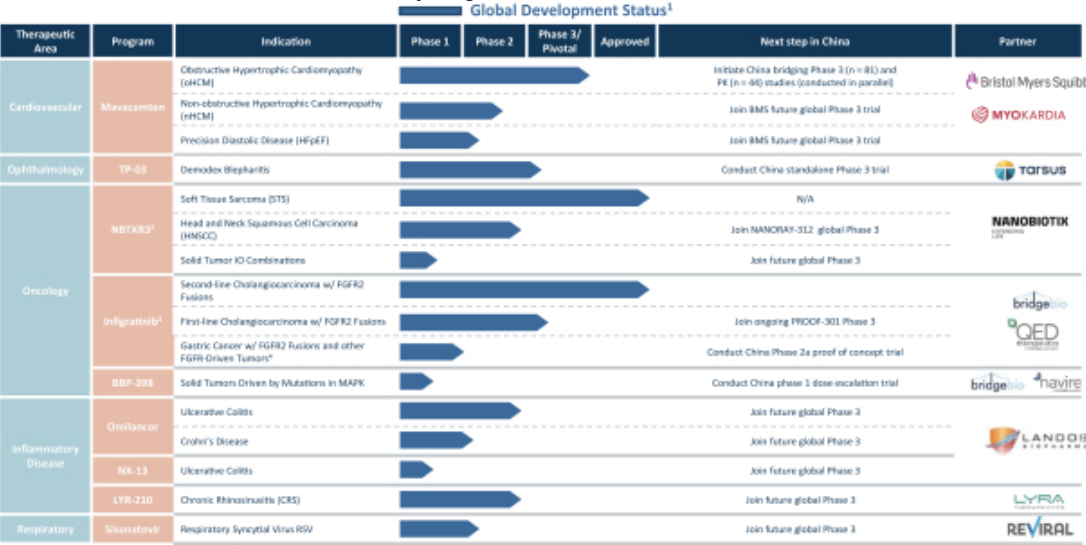 Global Development Status¹
Therapeutic Area Program Indication Phase 1 Phase 2 Phase 3/ Pivotal Approved Next step in China Partner
Cardiovascular
Mavacamten
Obstructive Hypertrophic Cardiomyopathy
(oHCM)
Initiate China bridging Phase 3 (n = 81) and
PK (n = 44) studies (conducted in parallel)
Bristol Myers Squibb
Non-obstructive Hypertrophic Cardiomyopathy
(nHCM)
Join BMS future global Phase 3 trial
MYOKARDIA
Precision Diastolic Disease (HFpEF)
Join BMS future global Phase 3 trial
Ophthalmology
TP-03
Demodex Blepharitis
Conduct China standalone Phase 3 trial
TARSUS
Oncology
NBTXR3²
Soft Tissue Sarcoma (STS)
N/A
Head and Neck Squamous Cell Carcinoma
(HNSCC)
Join NANORAY-312 global Phase 3
NANOBIOTIX
Solid Tumor IO Combinations
Join future global Phase 3
Infigratinib³
Second-line Cholangiocarcinoma w/ FGFR2
Fusions
bridgebio
First-line Cholangiocarcinoma w/ FGFR2 Fusions
Join ongoing PROOF-301 Phase 3
QED
therapeutics
Gastric Cancer w/ FGFR2 Fusions and other
FGFR-Driven Tumors⁴
Conduct China Phase 2a proof of concept trial
BBP-398
Solid Tumors Driven by Mutations in MAPK
Conduct China phase 1 dose escalation trial
bridgebio navire
Inflammatory
Disease
Omilancor
Ulcerative Colitis
Join future global Phase 3
Crohn's Disease
Join future global Phase 3
LANDOS
BIOPHARMA
NX-13
Ulcerative Colitis
Join future global Phase 3
LYR-210
Chronic Rhinosinusitis (CRS)
Join future global Phase 3
LYRA
THERAPEUTICS
Respiratory
Sisunatovir
Respiratory Syncytial Virus RSV
Join future global Phase 3
REVIRAL